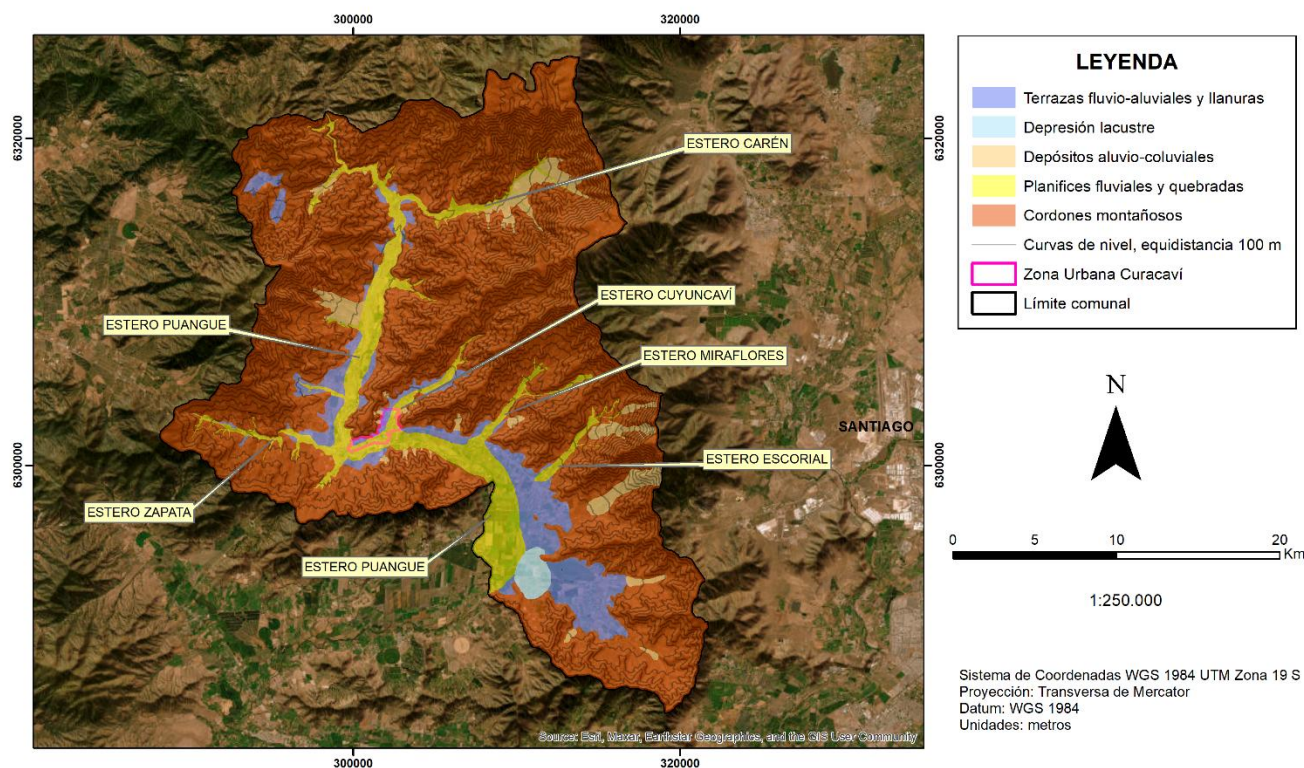 300000
320000
6320000
6320000
ESTERO CARÉN
ESTERO CUYUNCAVÍ
ESTERO PUANGUE
ESTERO MIRAFLORES
SANTIAGO
6300000
6300000
ESTERO ESCORIAL
ESTERO ZAPATA
ESTERO PUANGUE
Source: Esri, Maxar, Earthstar Geographics, and the GIS User Community
300000
320000
LEYENDA
Terrazas fluvio-aluviales y llanuras
Depresión lacustre
Depósitos aluvio-coluviales
Planifices fluviales y quebradas
Cordones montañosos
Curvas de nivel, equidistancia 100 m
Zona Urbana Curacaví
Límite comunal
N
0 5 10 20
Km
1:250.000
Sistema de Coordenadas WGS 1984 UTM Zona 19 S
Proyección: Transversa de Mercator
Datum: WGS 1984
Unidades: metros